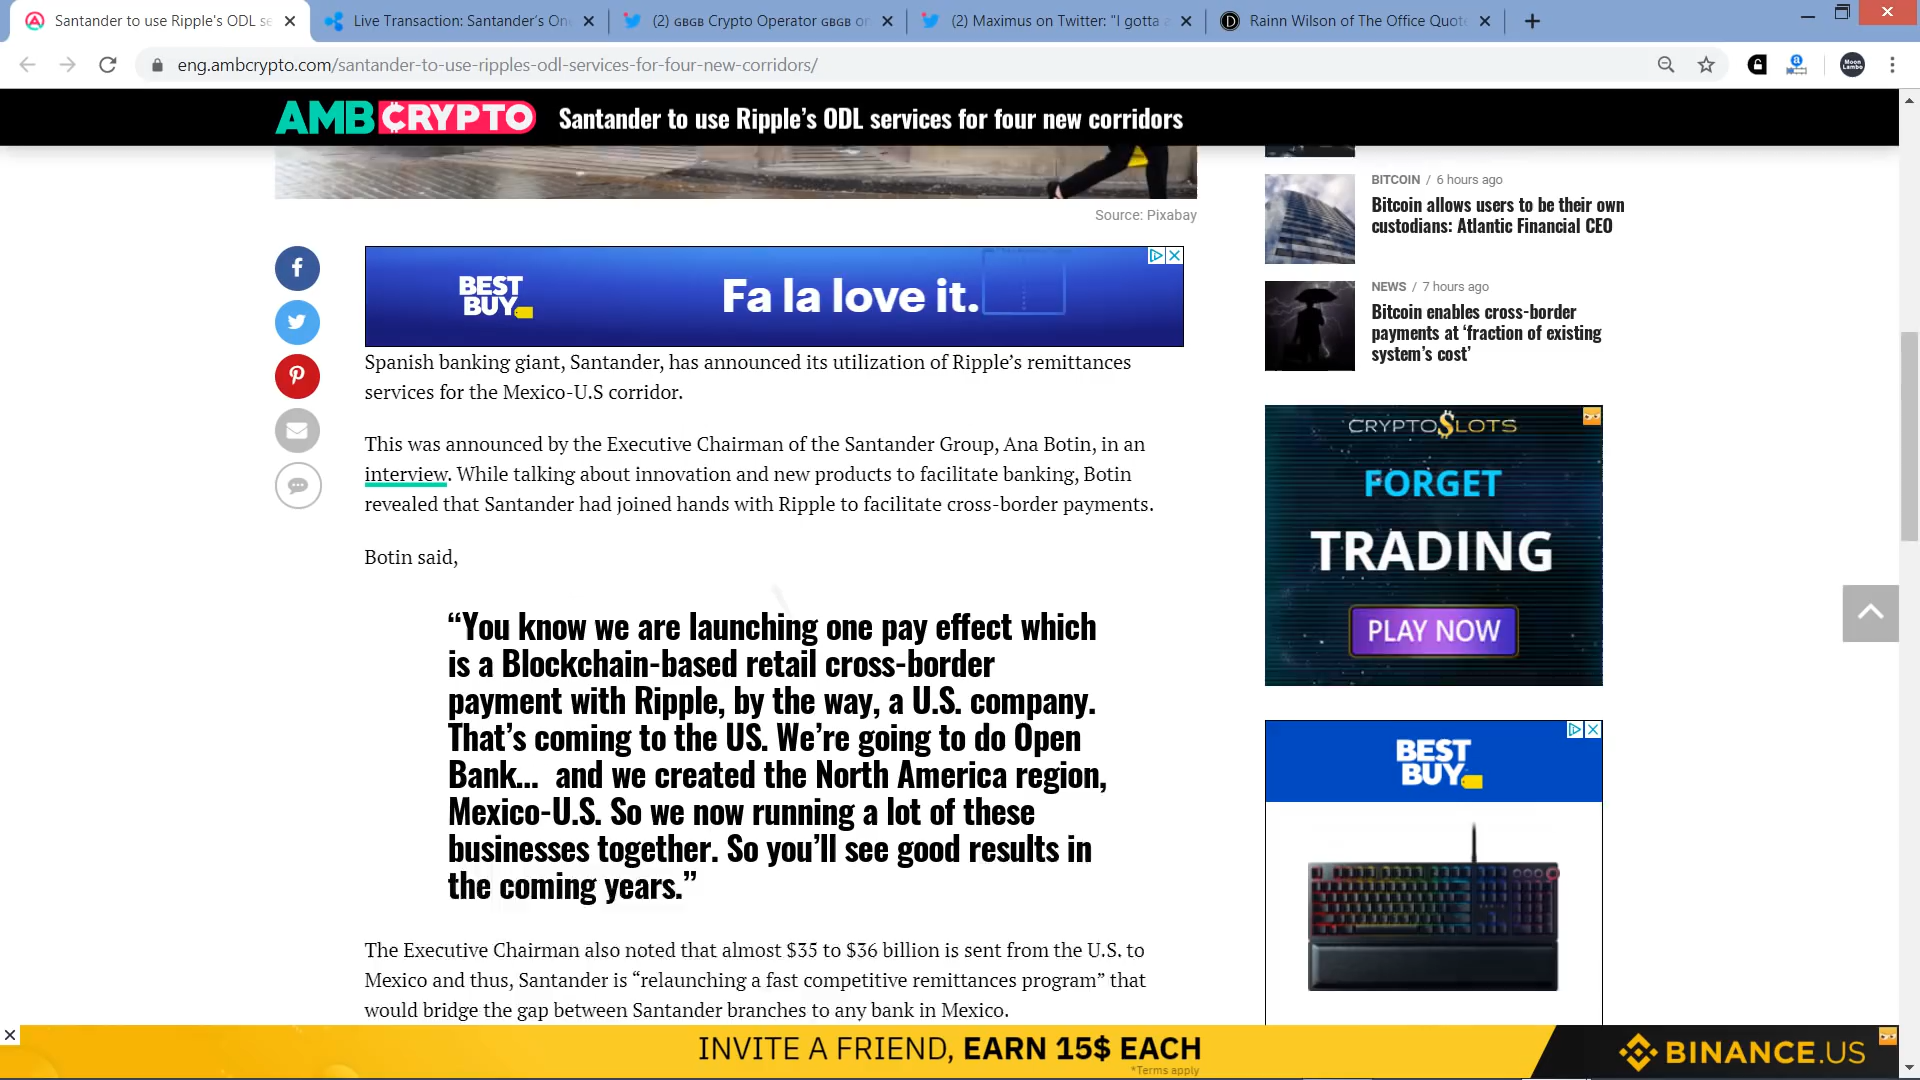 Santander to use Ripple's ODL se
Live Transaction: Santander's On
(2) GBGB Crypto Operator GBGB on
(2) Maximus on Twitter: "I gotta
Rainn Wilson of The Office Quot
eng.ambcrypto.com/santander-to-use-ripples-odl-services-for-four-new-corridors/
Moon
Lambo
AMBCRYPTO
Santander to use Ripple's ODL services for four new corridors
Source: Pixabay
BEST
BUY
Fa la love it.
Spanish banking giant, Santander, has announced its utilization of Ripple's remittances
services for the Mexico-U.S corridor.
This was announced by the Executive Chairman of the Santander Group, Ana Botin, in an
interview. While talking about innovation and new products to facilitate banking, Botin
revealed that Santander had joined hands with Ripple to facilitate cross-border payments.
Botin said,
“You know we are launching one pay effect which
is a Blockchain-based retail cross-border
payment with Ripple, by the way, a U.S. company.
That’s coming to the US. We’re going to do Open
Bank… and we created the North America region,
Mexico-U.S. So we now running a lot of these
businesses together. So you’ll see good results in
the coming years.”
The Executive Chairman also noted that almost $35 to $36 billion is sent from the U.S. to
Mexico and thus, Santander is “relaunching a fast competitive remittances program” that
would bridge the gap between Santander branches to any bank in Mexico.
BITCOIN / 6 hours ago
Bitcoin allows users to be their own
custodians: Atlantic Financial CEO
NEWS / 7 hours ago
Bitcoin enables cross-border
payments at ‘fraction of existing
system’s cost’
CRYPTO$LOTS
FORGET
TRADING
PLAY NOW
BEST
BUY
INVITE A FRIEND, EARN 15$ EACH
*Terms apply
BINANCE.US